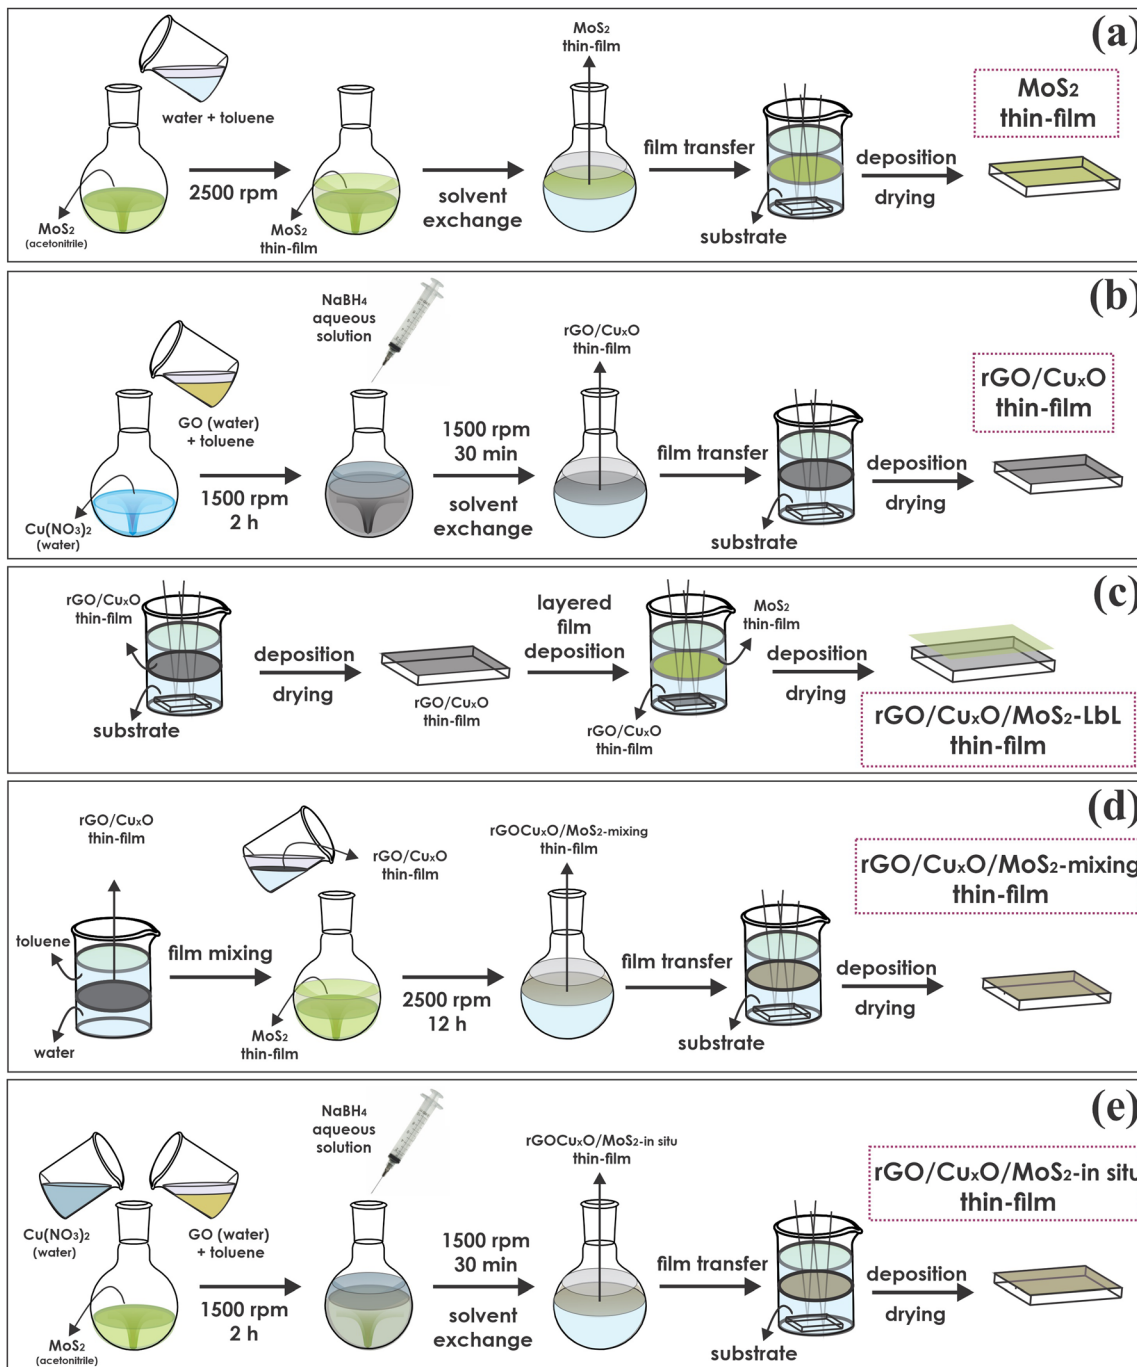 (a)
MoS2
thin-film
MoS2
thin-film
water + toluene
2500 rpm
solvent
exchange
film transfer
deposition
drying
MoS2
(acetonitrile)
MoS2
thin-film
substrate
(b)
NaBH4
aqueous
solution
rGO/CuxO
thin-film
rGO/CuxO
thin-film
GO (water)
+ toluene
1500 rpm
2 h
1500 rpm
30 min
solvent
exchange
film transfer
deposition
drying
Cu(NO3)2
(water)
substrate
(c)
rGO/CuxO
thin-film
deposition
drying
substrate
rGO/CuxO
thin-film
layered
film
deposition
MoS2
thin-film
rGO/CuxO
thin-film
deposition
drying
rGO/CuxO/MoS2-LbL
thin-film
(d)
rGO/CuxO
thin-film
rGO/CuxO
thin-film
rGOCuxO/MoS2-mixing
thin-film
rGO/CuxO/MoS2-mixing
thin-film
toluene
water
film mixing
MoS2
thin-film
2500 rpm
12 h
film transfer
substrate
deposition
drying
(e)
NaBH4
aqueous
solution
rGOCuxO/MoS2-in situ
thin-film
rGO/CuxO/MoS2-in situ
thin-film
Cu(NO3)2
(water)
GO (water)
+ toluene
1500 rpm
2 h
1500 rpm
30 min
solvent
exchange
film transfer
deposition
drying
MoS2
(acetonitrile)
substrate